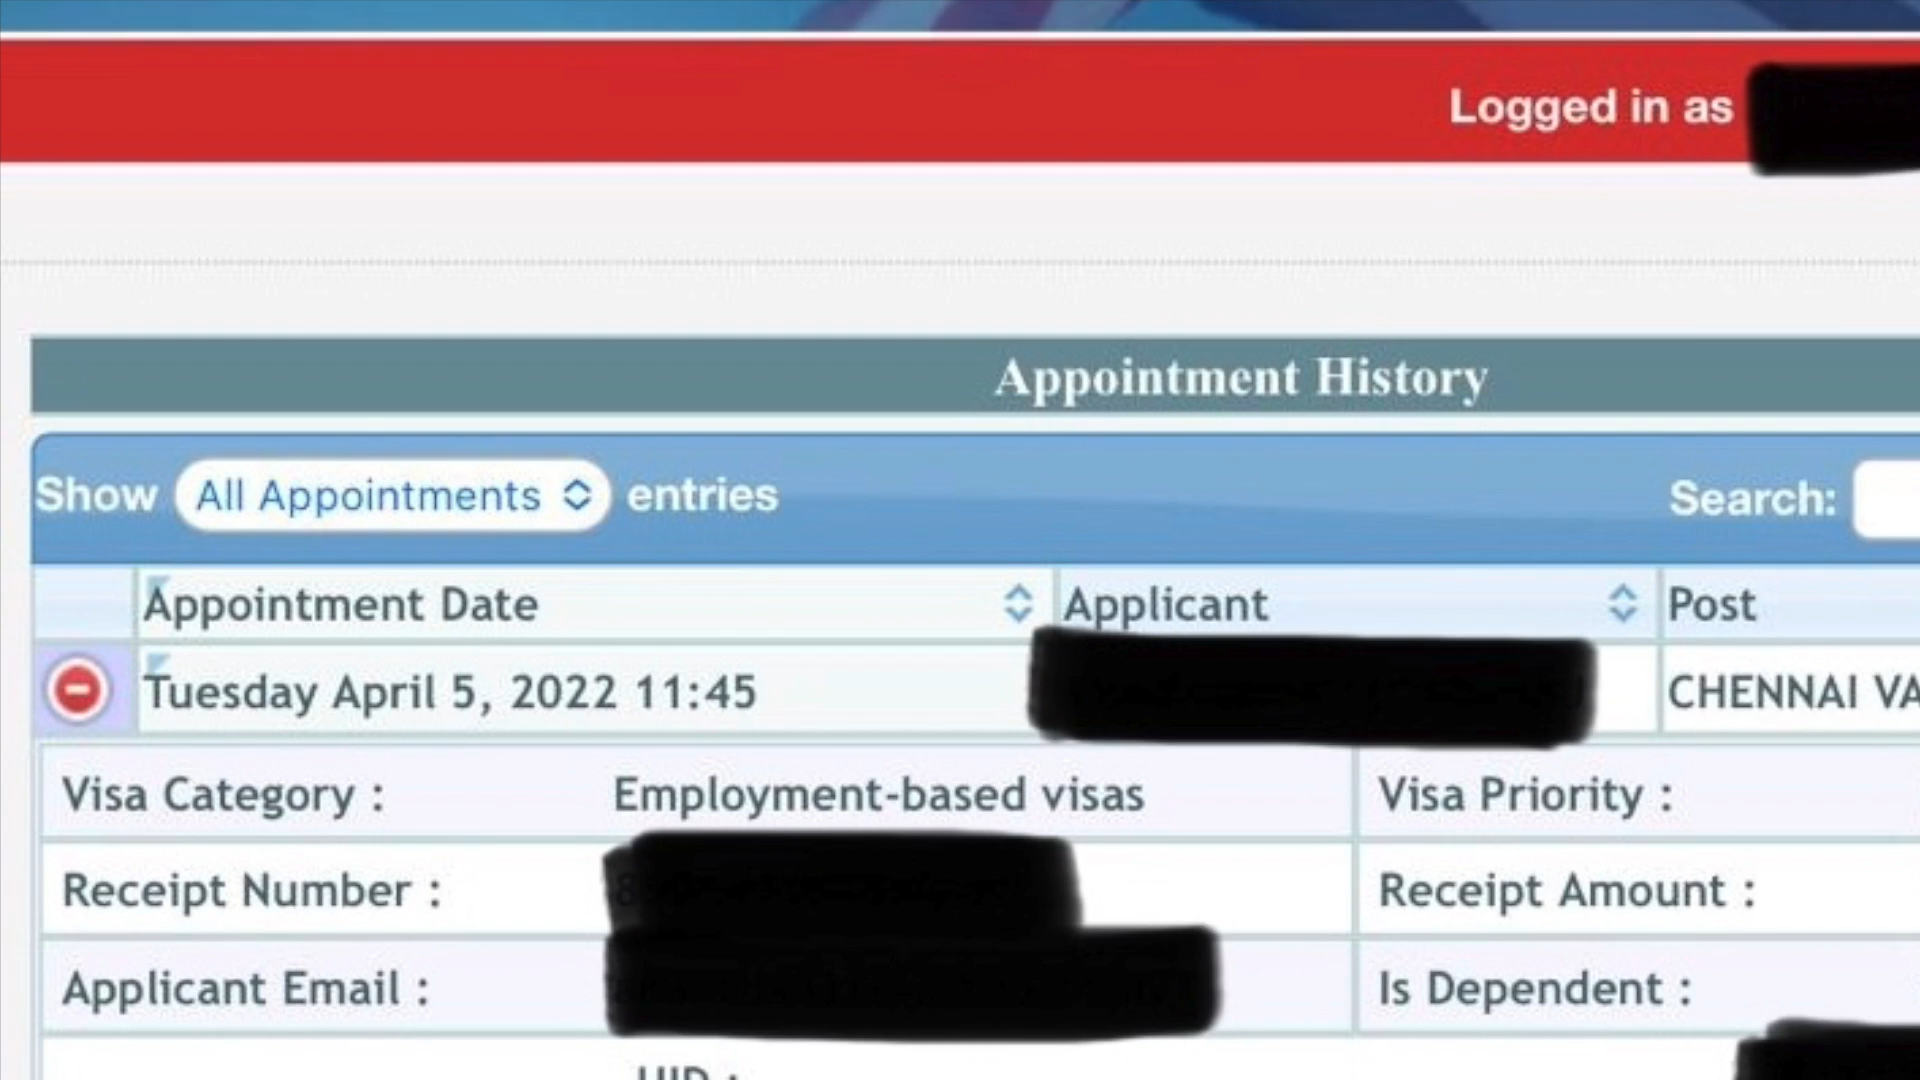 Logged in as
Appointment History
Show All Appointments entries Search:
Appointment Date Applicant Post
Tuesday April 5, 2022 11:45 CHENNAI VA
Visa Category : Employment-based visas Visa Priority :
Receipt Number : Receipt Amount :
Applicant Email : Is Dependent :
UID :